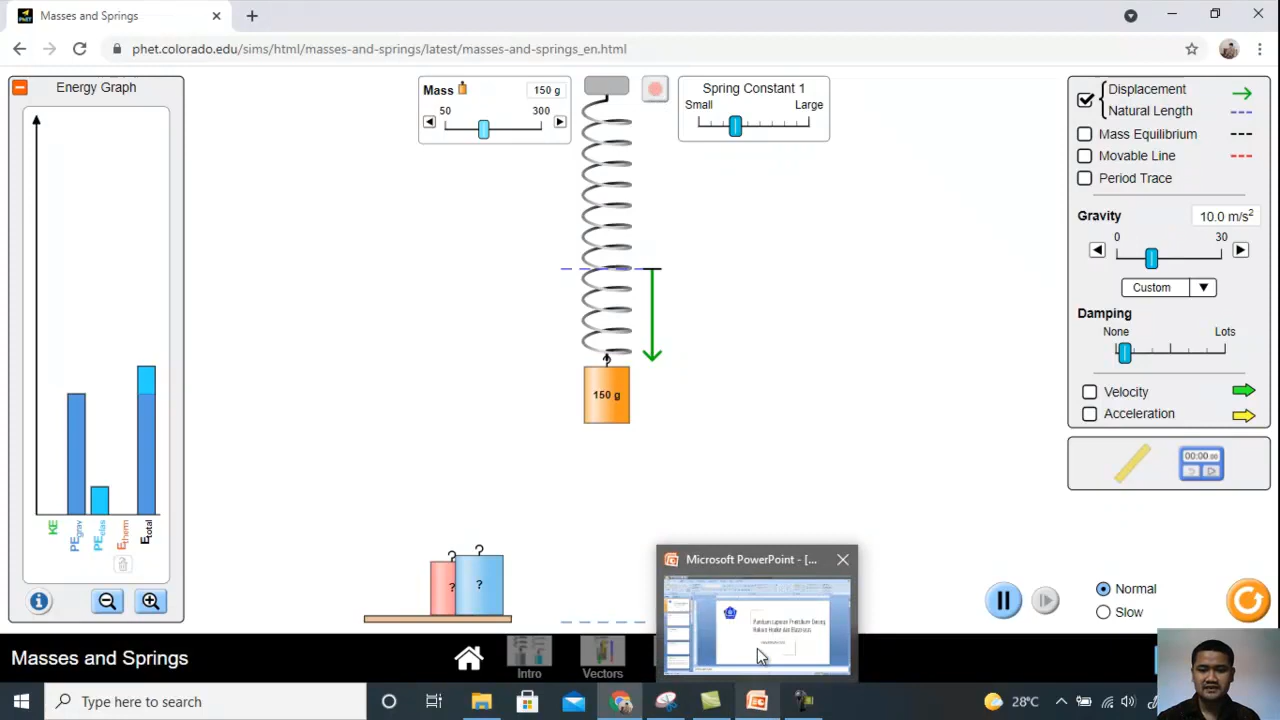 Masses and Springs
phet.colorado.edu/sims/html/masses-and-springs/latest/masses-and-springs_en.html
Energy Graph
KE
PEgrav
PEelas
Etherm
Etotal
Mass
150 g
50
300
Spring Constant 1
Small
Large
150 g
?
?
?
?
Displacement
Natural Length
Mass Equilibrium
Movable Line
Period Trace
Gravity
10.0 m/s²
0
30
Custom
Damping
None
Lots
Velocity
Acceleration
00:00 00
Normal
Slow
Microsoft PowerPoint - [...
Masses and Springs
Intro
Vectors
Type here to search
28°C